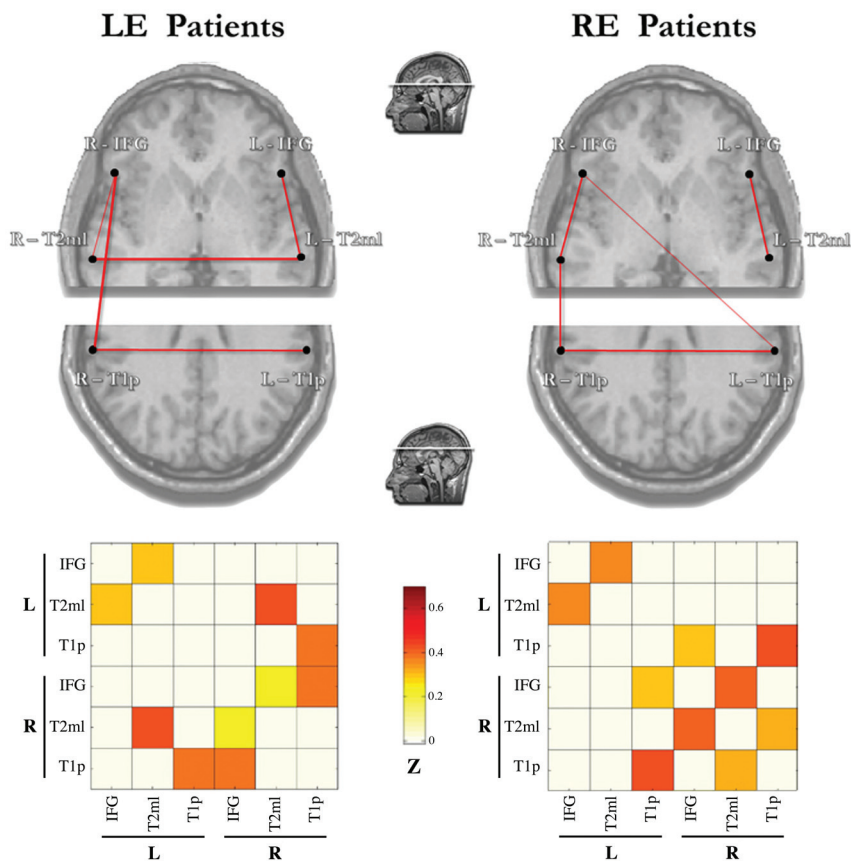 LE Patients
RE Patients
R - IFG
L - IFG
R - IFG
L - IFG
R – T2ml
L – T2ml
R – T2ml
L – T2ml
R – T1p
L – T1p
R – T1p
L – T1p
L
IFG
T2ml
T1p
R
IFG
T2ml
T1p
IFG
T2ml
T1p
IFG
T2ml
T1p
L
R
0.6
0.4
0.2
0
Z
L
IFG
T2ml
T1p
R
IFG
T2ml
T1p
IFG
T2ml
T1p
IFG
T2ml
T1p
L
R